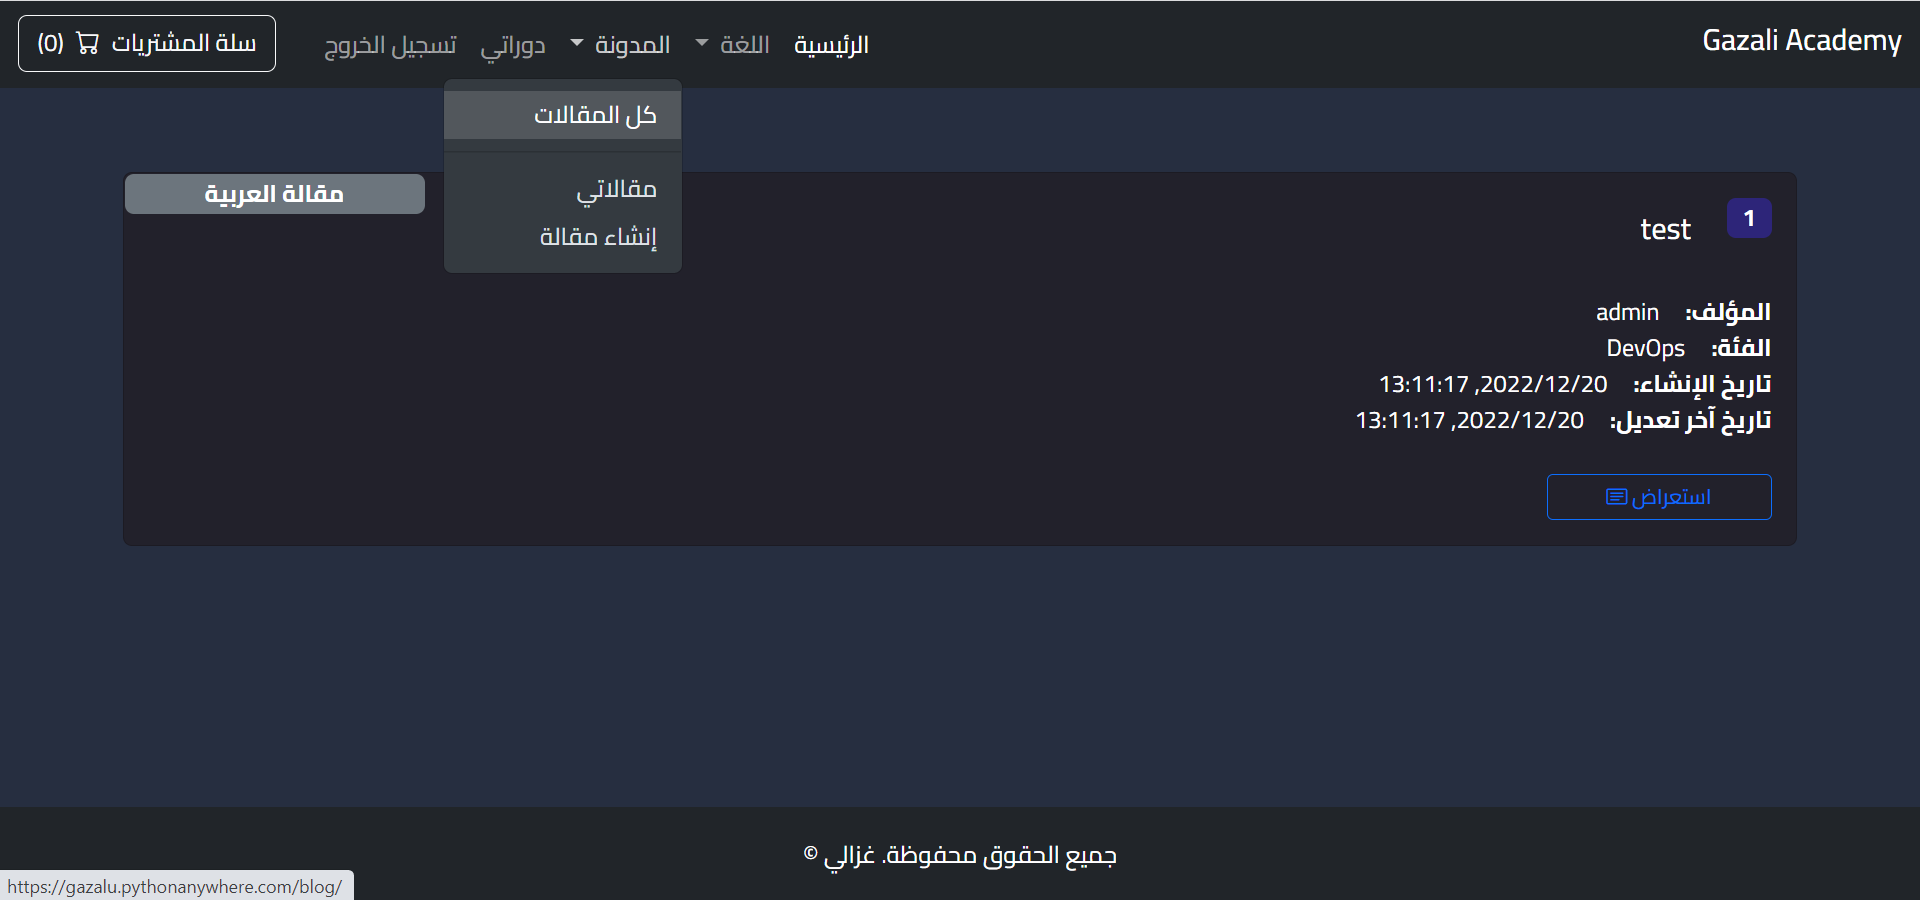 Gazali Academy
الرئيسية
اللغة
المدونة
دوراتي
تسجيل الخروج
سلة المشتريات (0)
كل المقالات
مقالاتي
إنشاء مقالة
1
test
مقالة العربية
المؤلف: admin
الفئة: DevOps
تاريخ الإنشاء: 2022/12/20, 13:11:17
تاريخ آخر تعديل: 2022/12/20, 13:11:17
استعراض
جميع الحقوق محفوظة. غزالي ©
https://gazalu.pythonanywhere.com/blog/